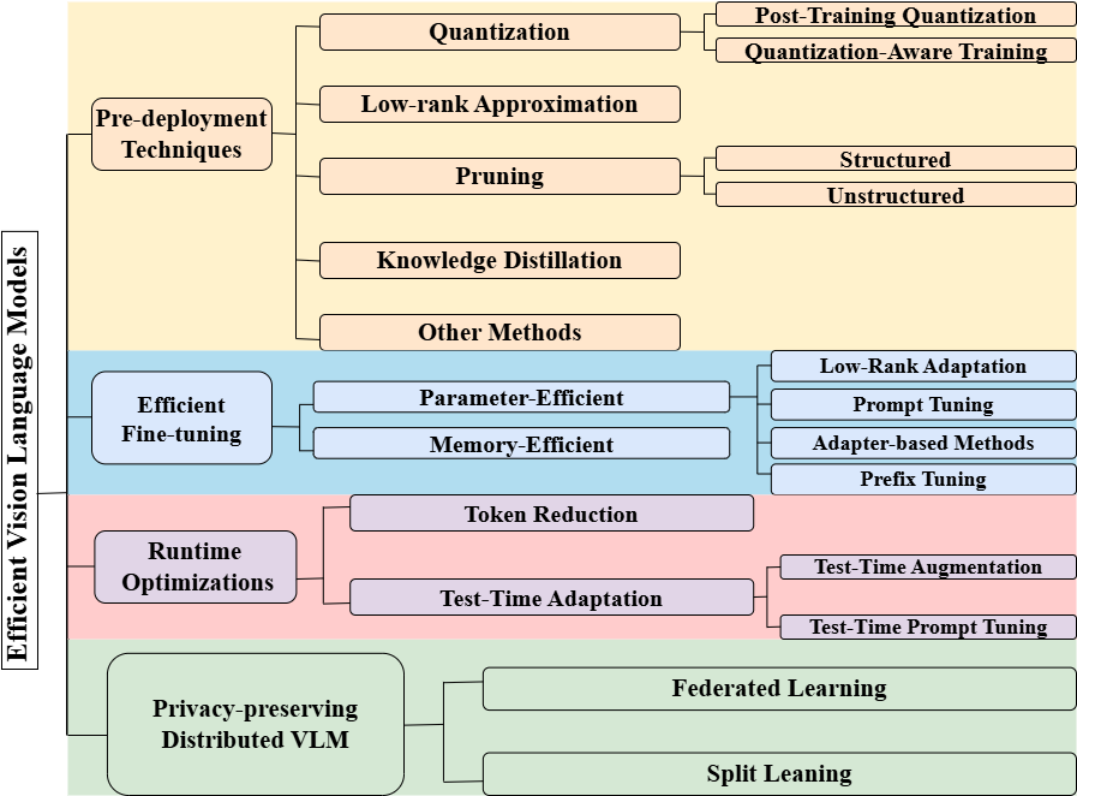 Efficient Vision Language Models
Pre-deployment
Techniques
Quantization
Post-Training Quantization
Quantization-Aware Training
Low-rank Approximation
Pruning
Structured
Unstructured
Knowledge Distillation
Other Methods
Efficient
Fine-tuning
Parameter-Efficient
Low-Rank Adaptation
Prompt Tuning
Adapter-based Methods
Prefix Tuning
Memory-Efficient
Runtime
Optimizations
Token Reduction
Test-Time Adaptation
Test-Time Augmentation
Test-Time Prompt Tuning
Privacy-preserving
Distributed VLM
Federated Learning
Split Leaning